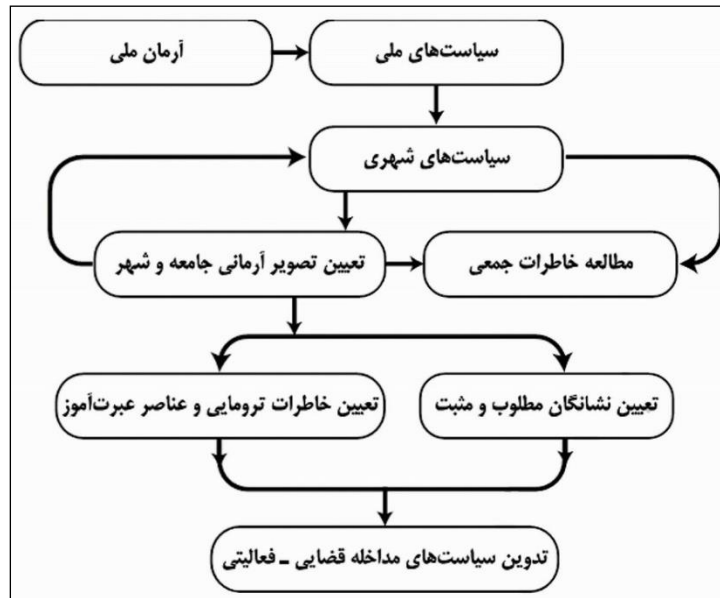 آرمان ملی
سیاست‌های ملی
سیاست‌های شهری
تعیین تصویر آرمانی جامعه و شهر
مطالعه خاطرات جمعی
تعیین نشانگان مطلوب و مثبت
تعیین خاطرات ترومایی و عناصر عبرت‌آموز
تدوین سیاست‌های مداخله قضایی ـ فعالیتی